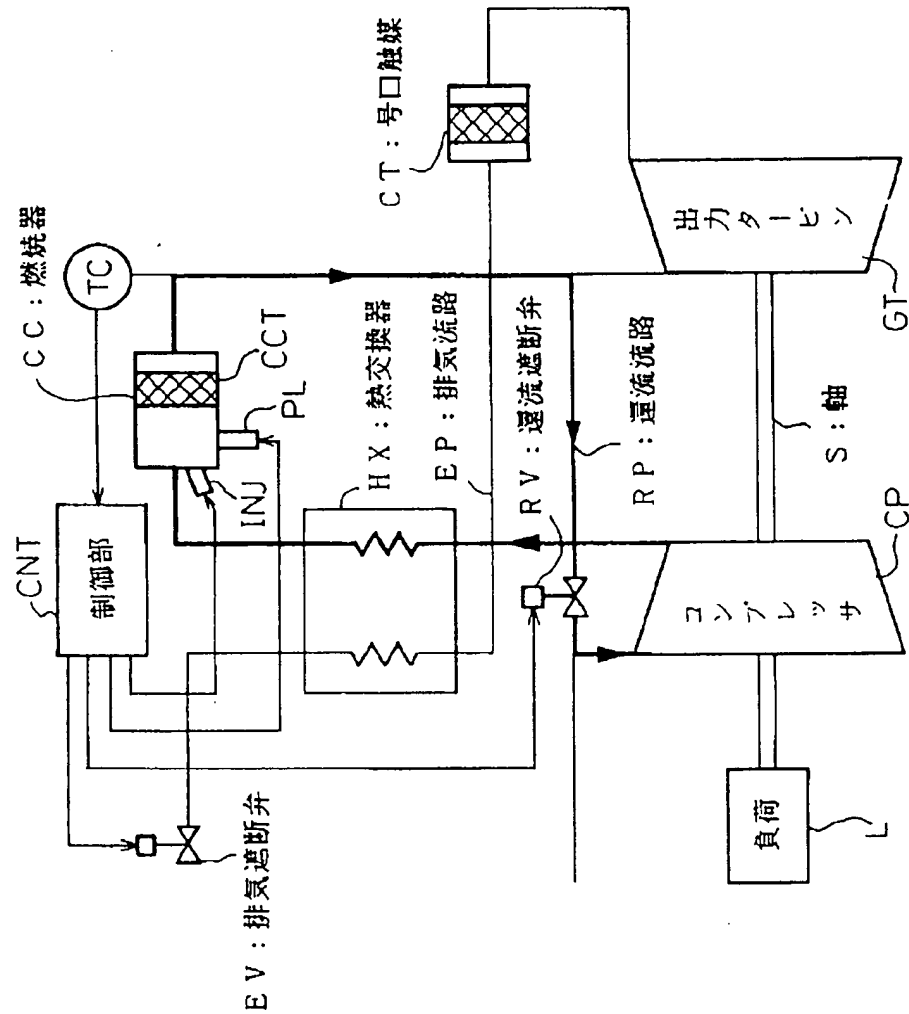 EV:排気遮断弁
CNT
制御部
CC:燃焼器
TC
CCT
PL
INJ
HX:熱交換器
EP:排気流路
RV:還流遮断弁
RP:還流流路
CT:号口触媒
負荷
L
コンプレッサ
CP
S:軸
出力タービン
GT